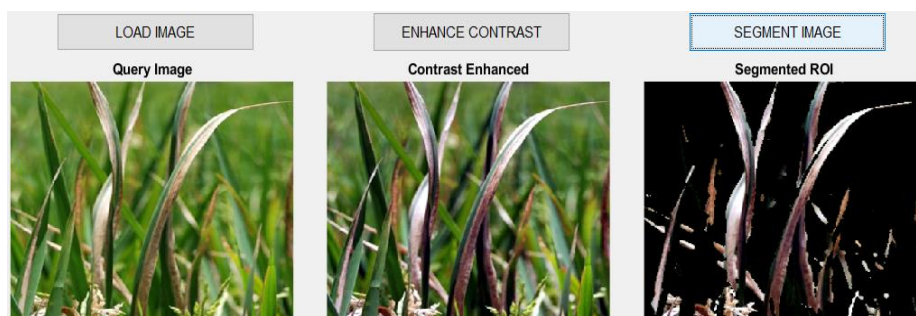 LOAD IMAGE
ENHANCE CONTRAST
SEGMENT IMAGE
Query Image
Contrast Enhanced
Segmented ROI